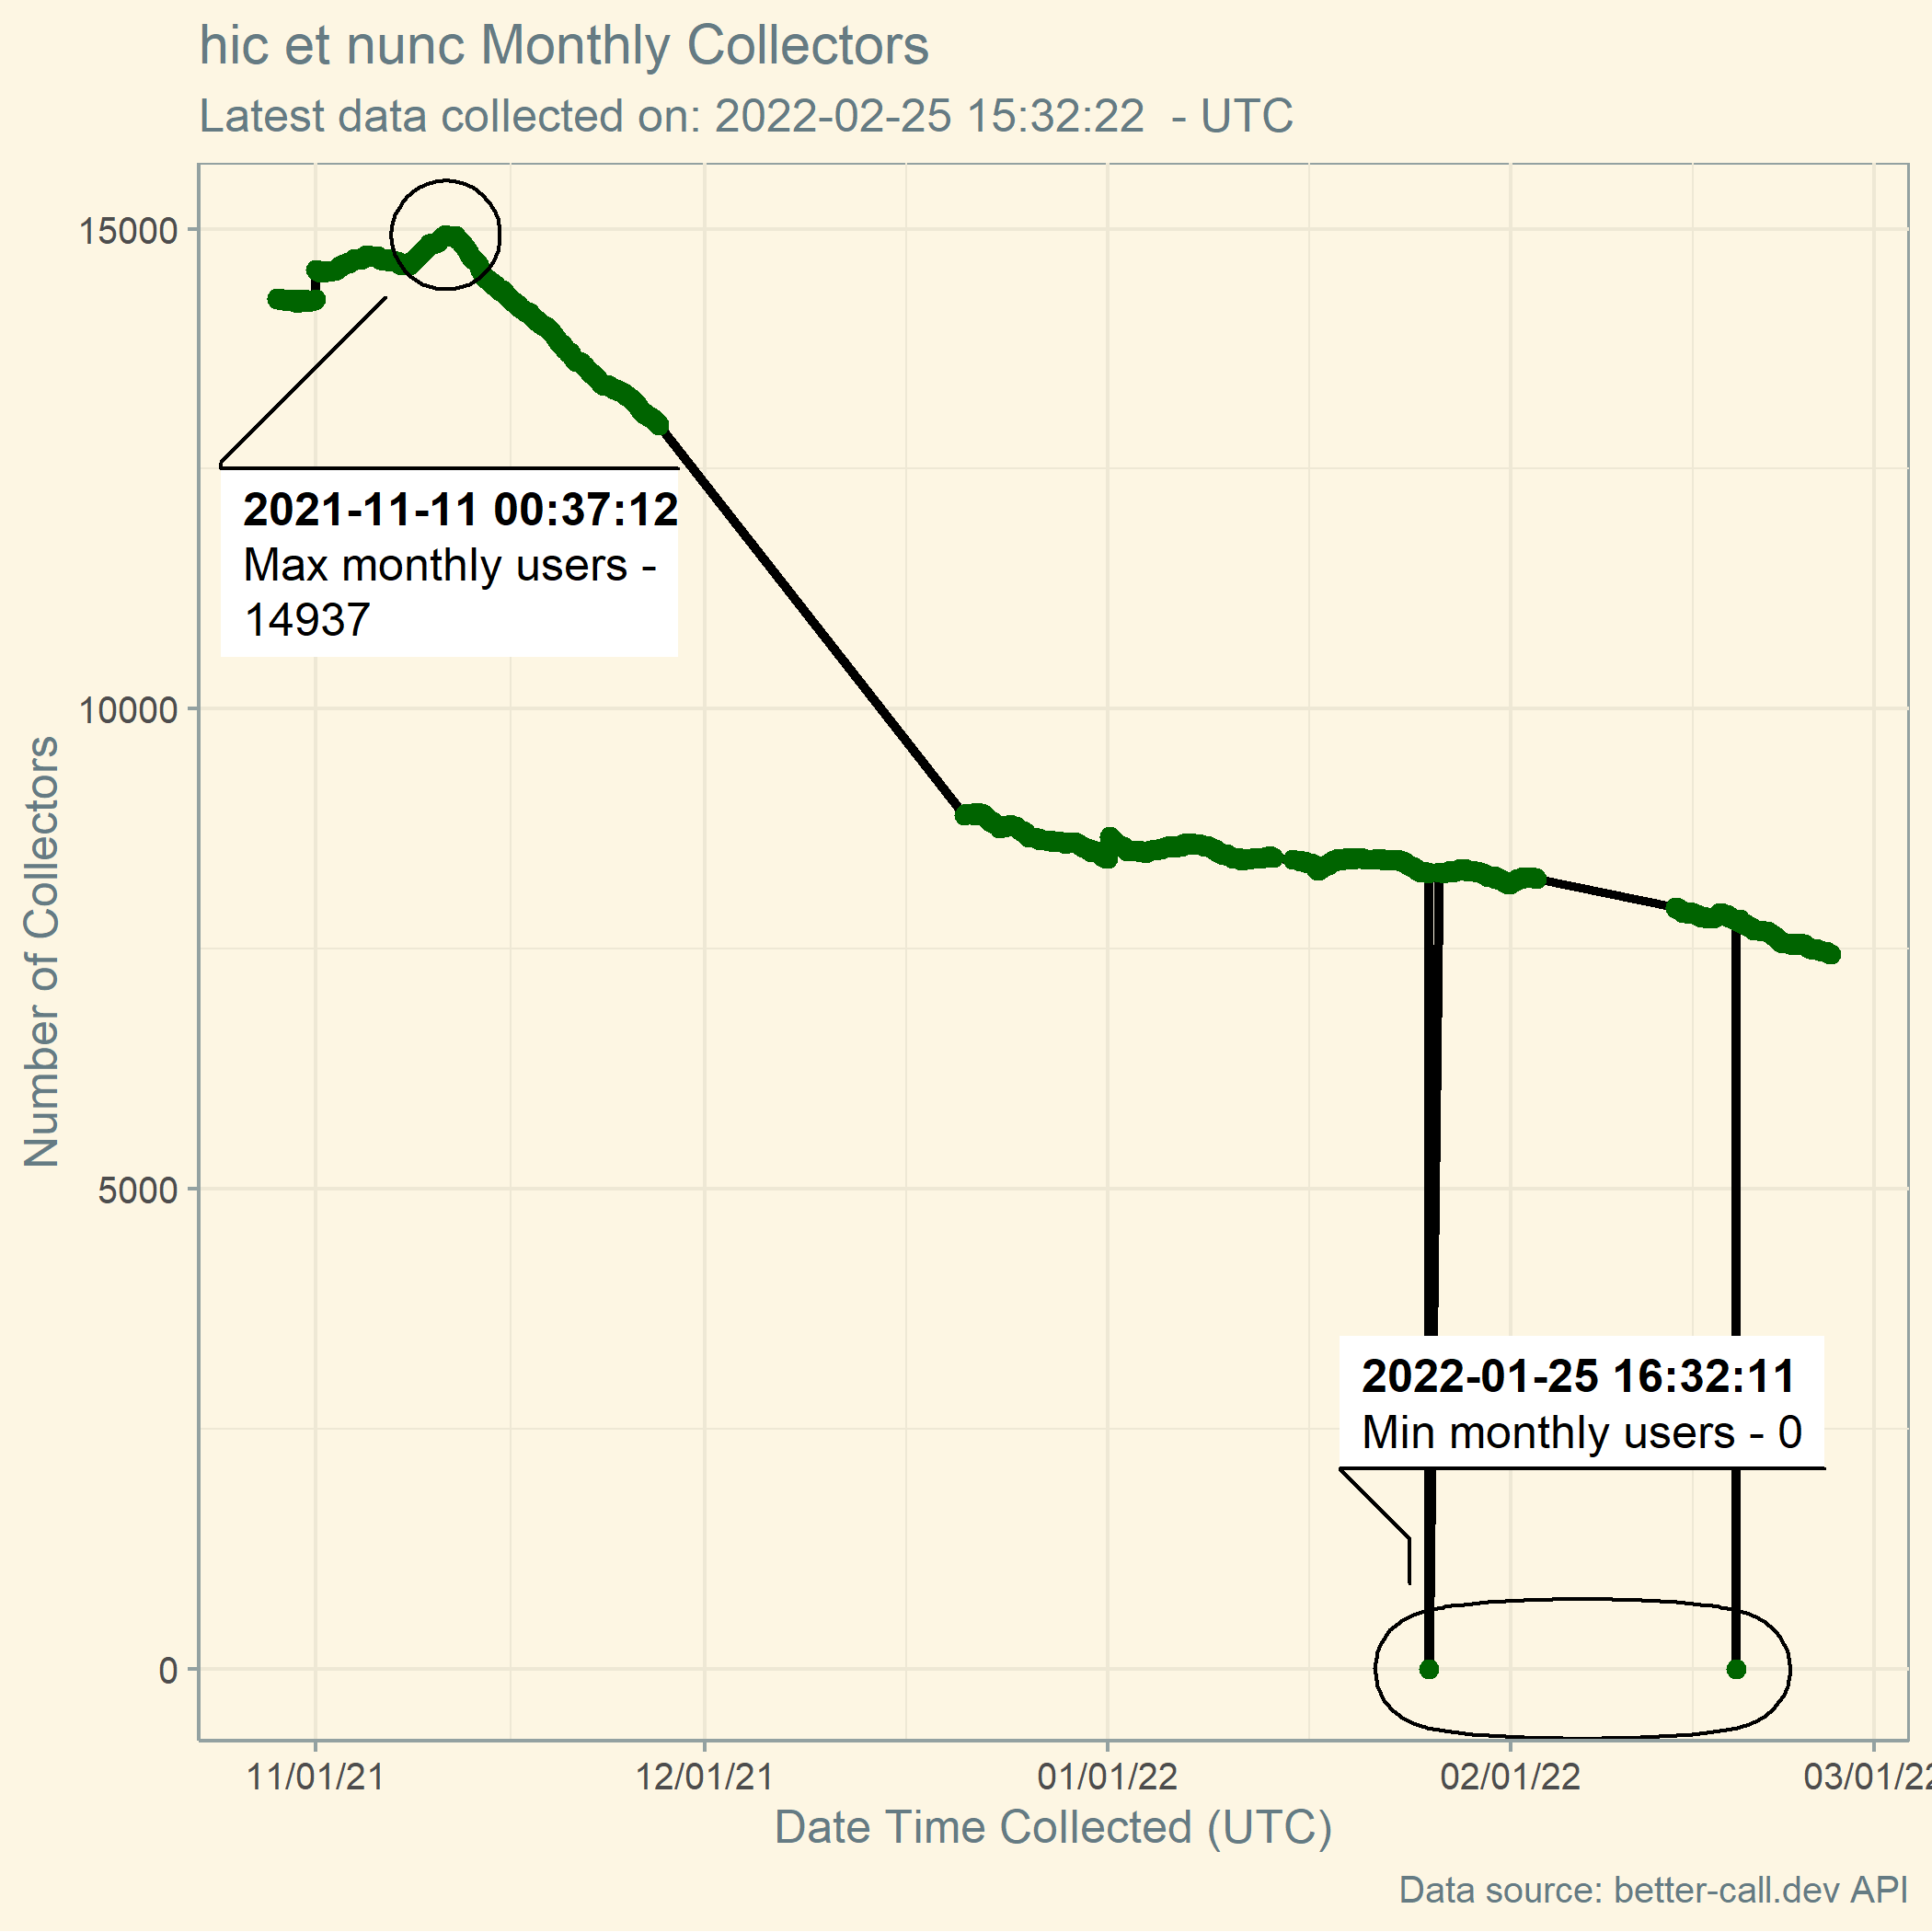 hic et nunc Monthly Collectors
Latest data collected on: 2022-02-25 15:32:22  - UTC
Number of Collectors
15000
10000
5000
0
2021-11-11 00:37:12
Max monthly users -
14937
2022-01-25 16:32:11
Min monthly users - 0
11/01/21
12/01/21
01/01/22
02/01/22
03/01/22
Date Time Collected (UTC)
Data source: better-call.dev API